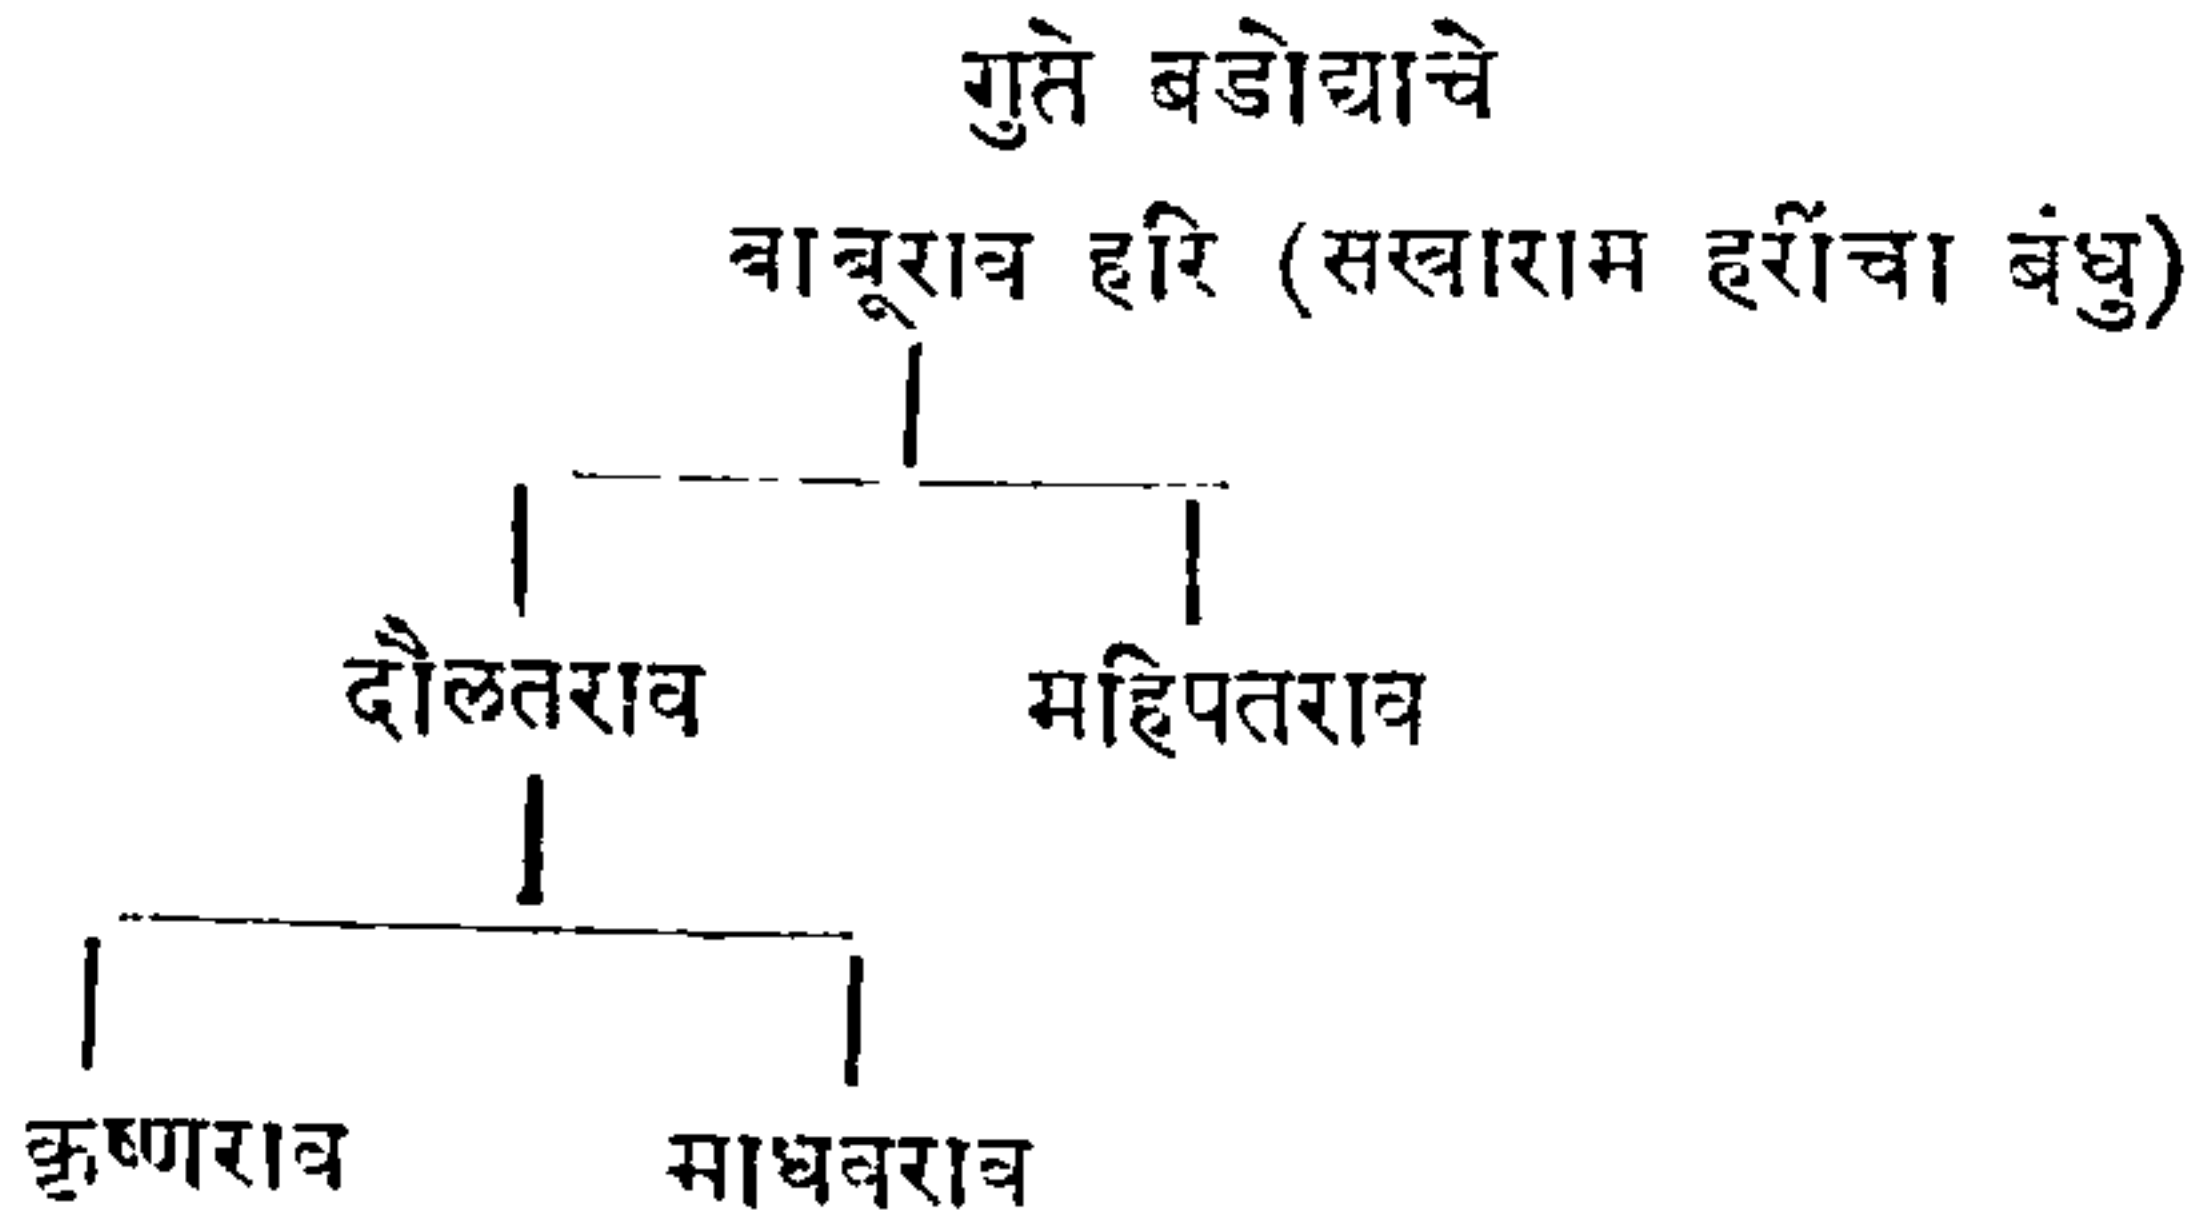 गुप्ते बडोद्याचे
बाबूराव हरि (सखाराम हरींचा बंधु)
दौलतराव महिपतराव
कृष्णराव माधवराव